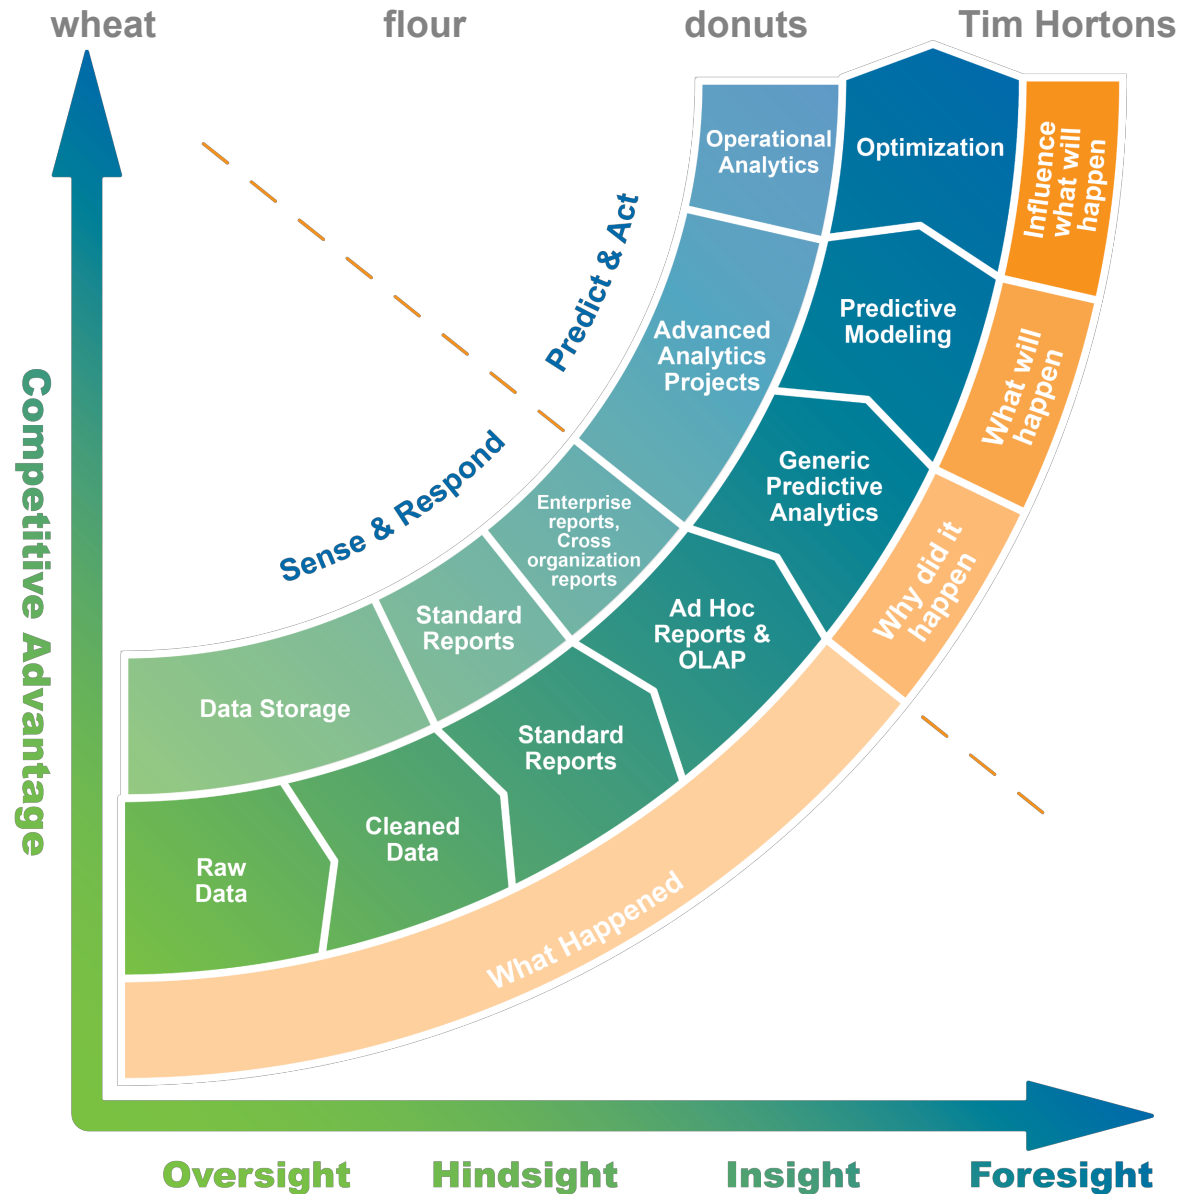 wheat flour donuts Tim Hortons
Operational
Analytics
Optimization
Influence
what will
happen
Predict & Act
Advanced
Analytics
Projects
Predictive
Modeling
What will
happen
Competitive Advantage
Sense & Respond
Enterprise
reports,
Cross
organization
reports
Generic
Predictive
Analytics
Why did it
happen
Data Storage
Standard
Reports
Ad Hoc
Reports &
OLAP
Standard
Reports
Cleaned
Data
Raw
Data
What Happened
Oversight Hindsight Insight Foresight